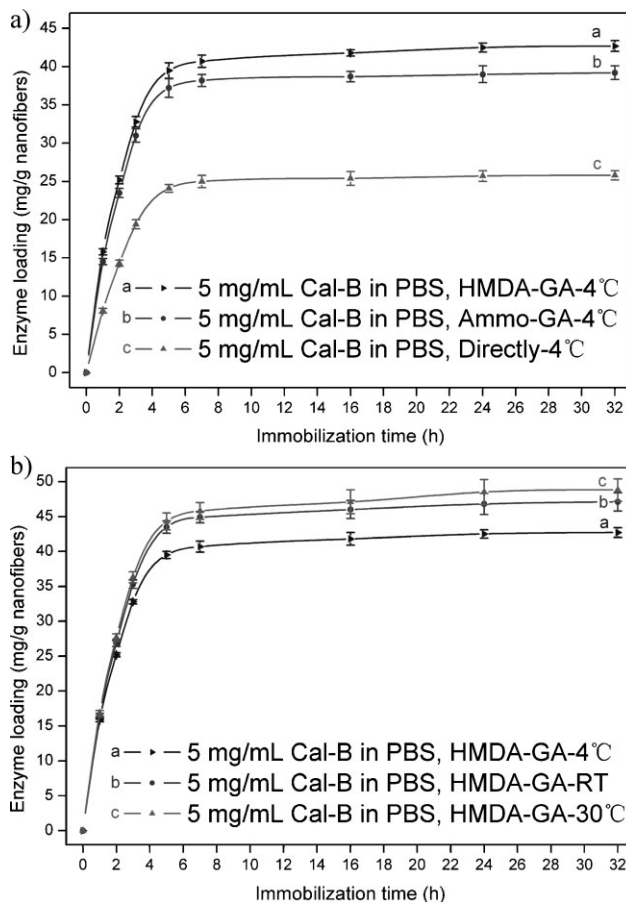 a)
Enzyme loading (mg/g nanofibers)
45
40
35
30
25
20
15
10
5
0
a
b
c
a 5 mg/mL Cal-B in PBS, HMDA-GA-4℃
b 5 mg/mL Cal-B in PBS, Ammo-GA-4℃
c 5 mg/mL Cal-B in PBS, Directly-4℃
0 2 4 6 8 10 12 14 16 18 20 22 24 26 28 30 32
Immobilization time (h)
b)
Enzyme loading (mg/g nanofibers)
50
45
40
35
30
25
20
15
10
5
0
c
b
a
a 5 mg/mL Cal-B in PBS, HMDA-GA-4℃
b 5 mg/mL Cal-B in PBS, HMDA-GA-RT
c 5 mg/mL Cal-B in PBS, HMDA-GA-30℃
0 2 4 6 8 10 12 14 16 18 20 22 24 26 28 30 32
Immobilization time (h)